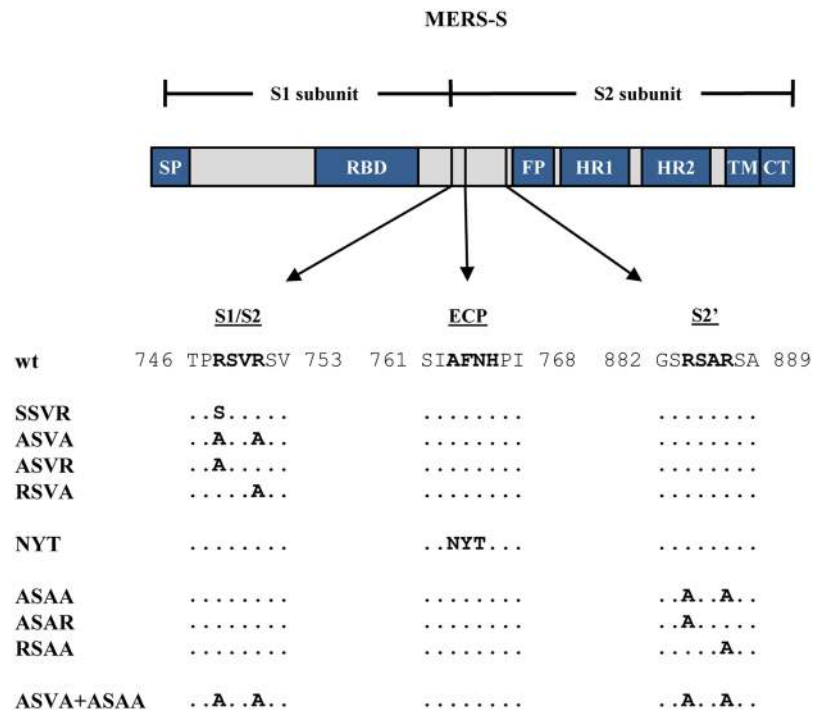 MERS-S
S1 subunit S2 subunit
SP RBD FP HR1 HR2 TM CT
S1/S2 ECP S2'
wt 746 TPRSVRSV 753 761 SIAFNHPI 768 882 GSRSARSA 889
SSVR ..S..... ........ ........
ASVA ..A..A.. ........ ........
ASVR ..A..... ........ ........
RSVA .....A.. ........ ........
NYT ........ ..NYT... ........
ASAA ........ ........ ..A..A..
ASAR ........ ........ ..A.....
RSAA ........ ........ .....A..
ASVA+ASAA ..A..A.. ........ ..A..A..